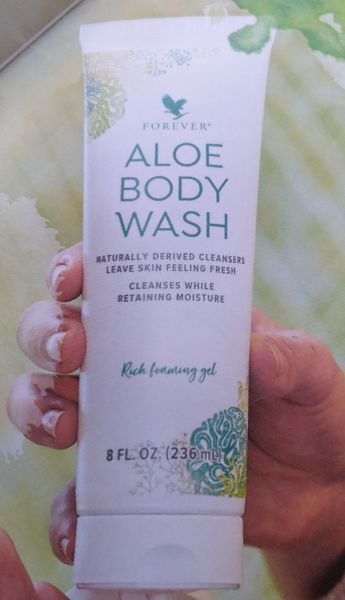 FOREVER®
ALOE
BODY
WASH
NATURALLY DERIVED CLEANSERS
LEAVE SKIN FEELING FRESH
CLEANSES WHILE
RETAINING MOISTURE
Rich foaming gel
8 FL. OZ. (236 mL)